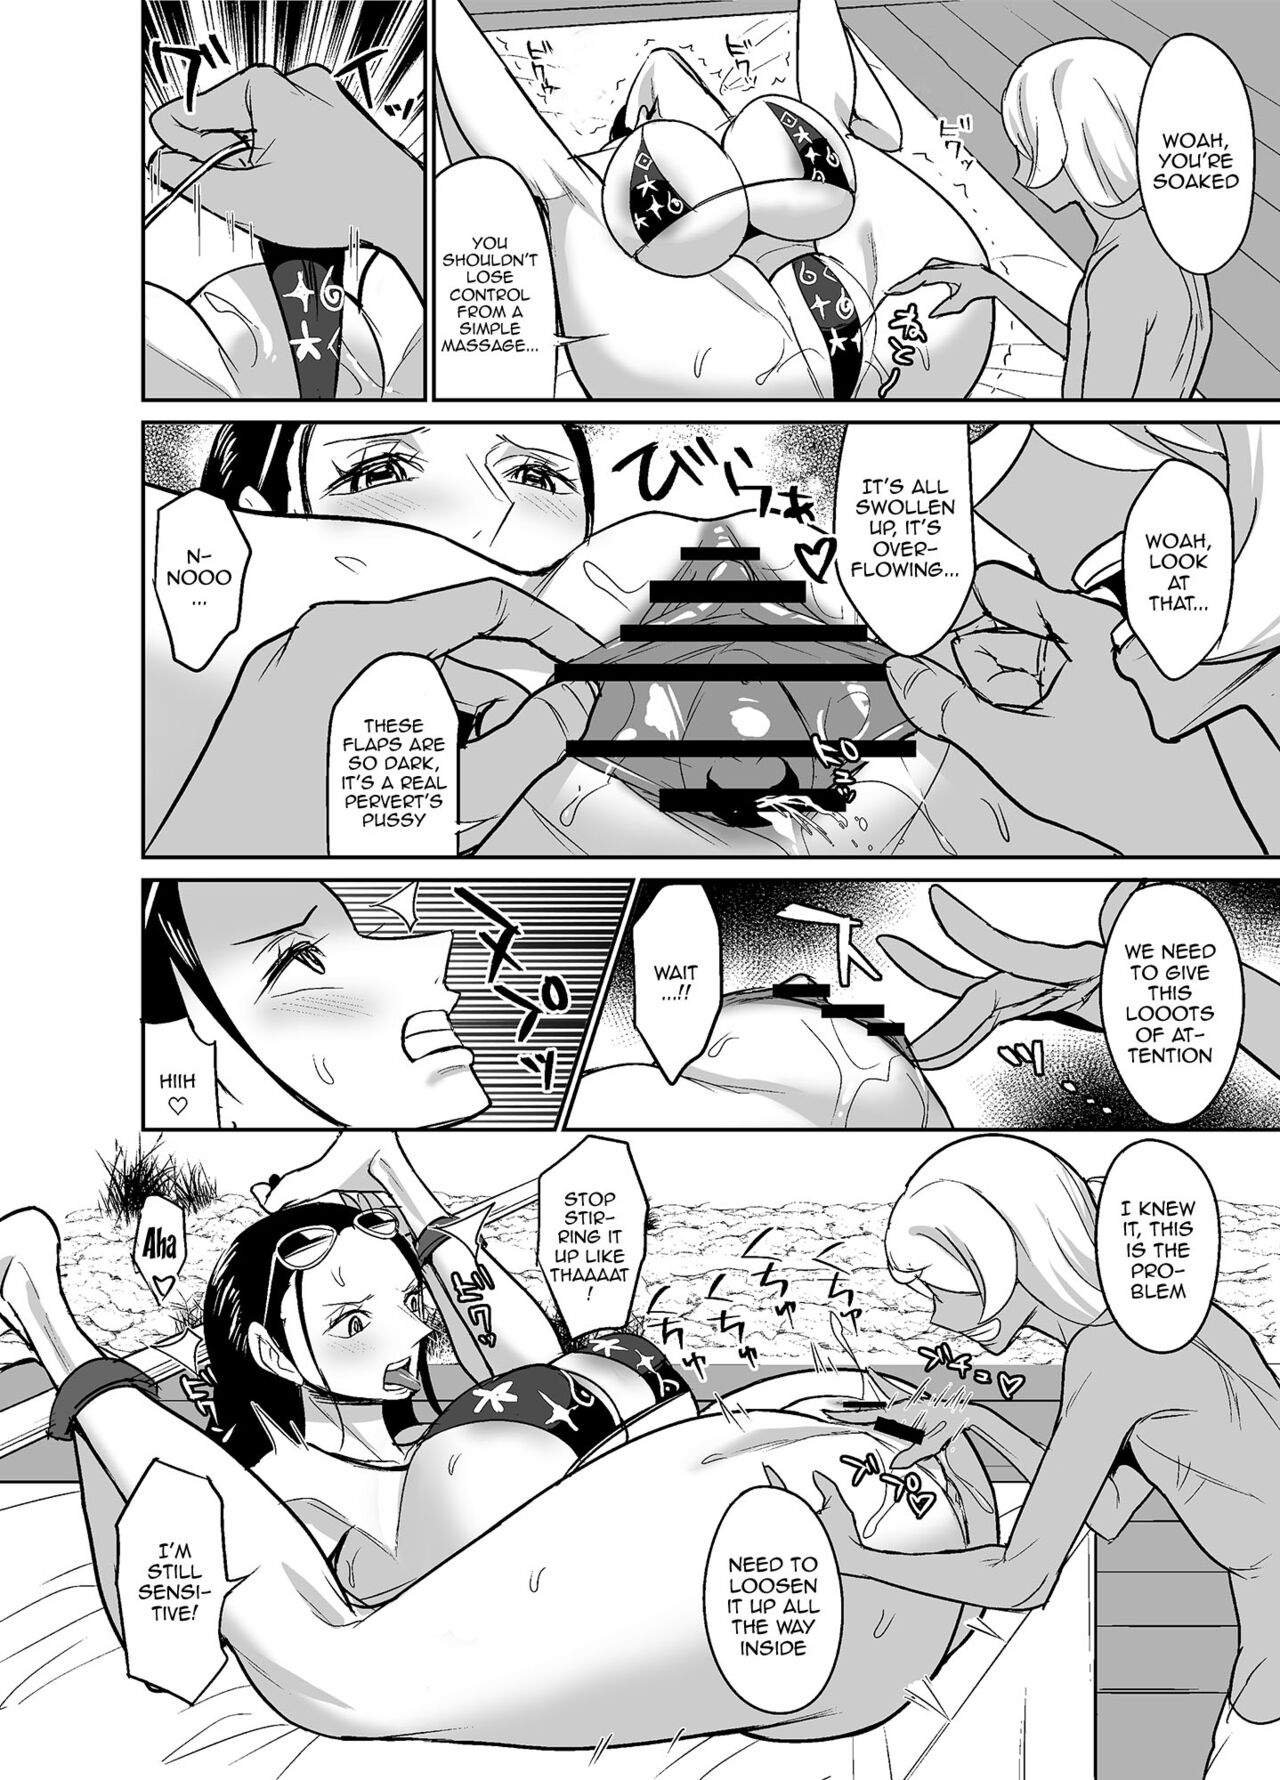 WOAH,
YOU'RE
SOAKED
YOU
SHOULDN'T
LOSE
CONTROL
FROM A
SIMPLE
MASSAGE...
WOAH,
LOOK
AT
THAT...
IT'S ALL
SWOLLEN
UP, IT'S
OVER-
FLOWING...
N-
NOOO
...
THESE
FLAPS ARE
SO DARK,
IT'S A REAL
PERVERT'S
PUSSY
WE NEED
TO GIVE
THIS
LOOOTS
OF AT-
TENTION
WAIT
...!!
HIIH
♡
I KNEW
IT, THIS
IS THE
PRO-
BLEM
STOP
STIR-
RING IT
UP LIKE
THAAAAT
!
Aha
♡
I'M
STILL
SENSI-
TIVE!
NEED TO
LOOSEN
IT UP ALL
THE WAY
INSIDE